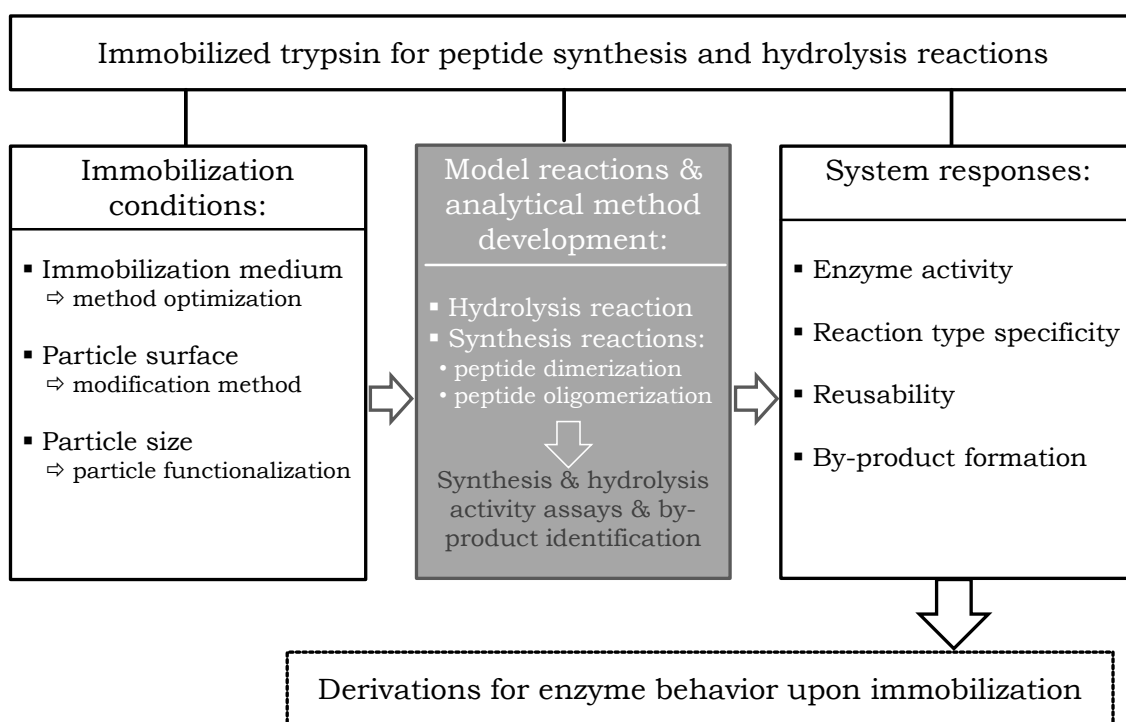 Immobilized trypsin for peptide synthesis and hydrolysis reactions
Immobilization
conditions:
▪ Immobilization medium
⇨ method optimization
▪ Particle surface
⇨ modification method
▪ Particle size
⇨ particle functionalization
Model reactions &
analytical method
development:
▪ Hydrolysis reaction
▪ Synthesis reactions:
• peptide dimerization
• peptide oligomerization
Synthesis & hydrolysis
activity assays & by-
product identification
System responses:
▪ Enzyme activity
▪ Reaction type specificity
▪ Reusability
▪ By-product formation
Derivations for enzyme behavior upon immobilization